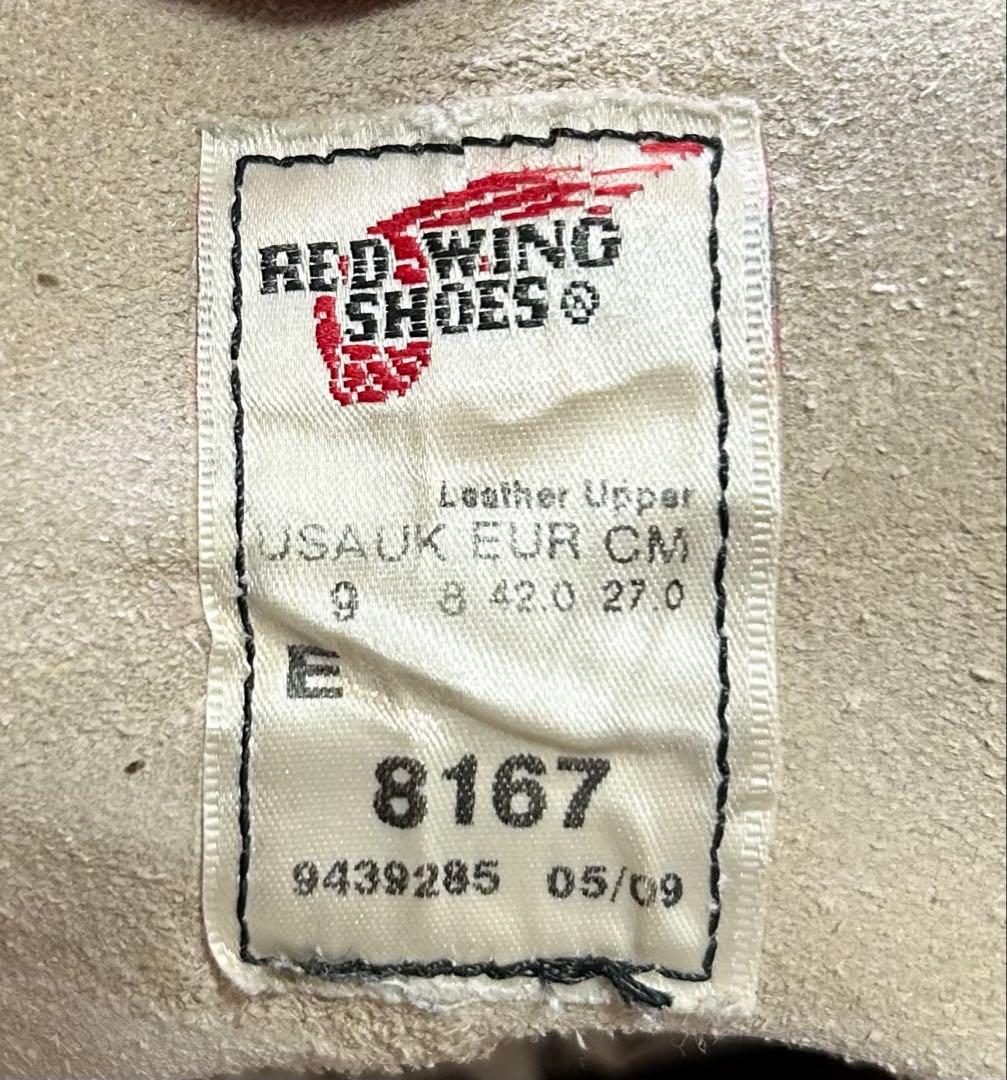 RED WING
SHOES®
Leather Upper
USA UK EUR CM
9 8 42.0 27.0
E
8167
9439285 05/09